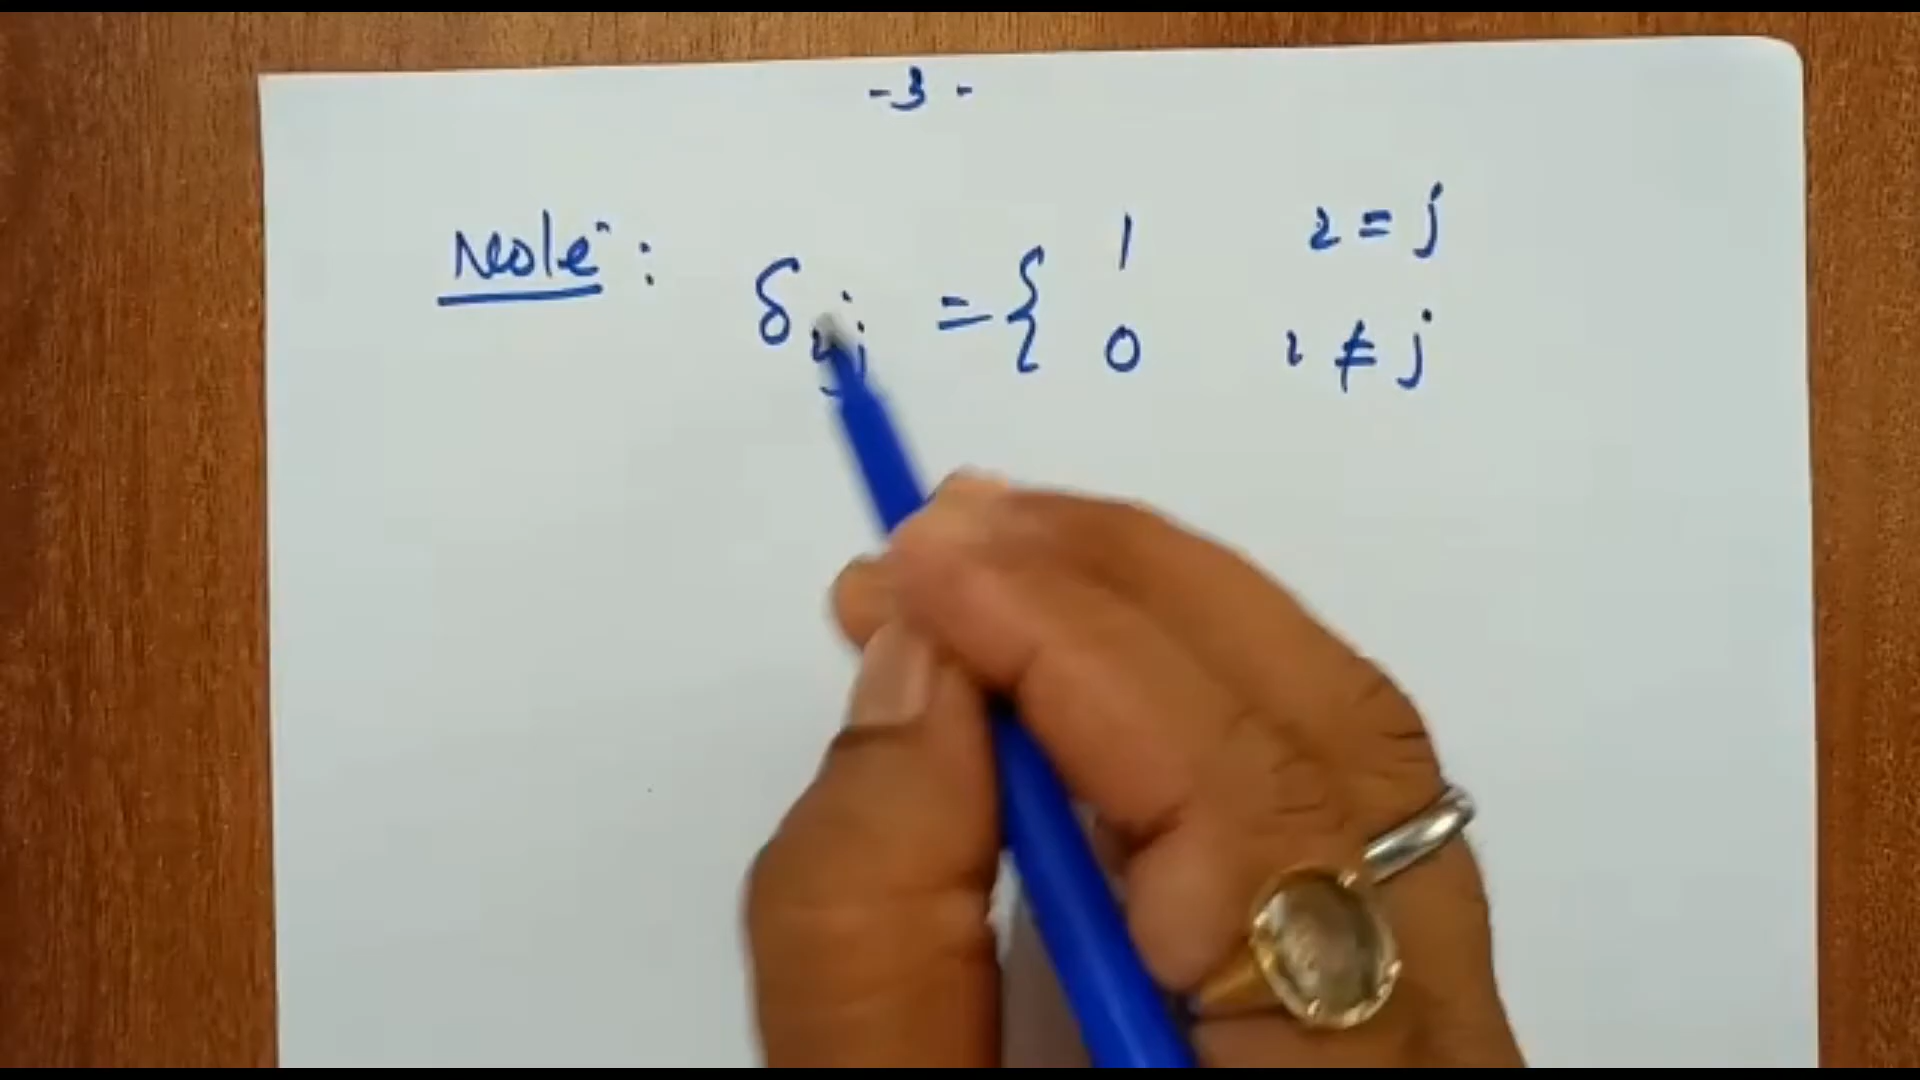 -3-
Note: δij = { 1 i = j
0 i ≠ j